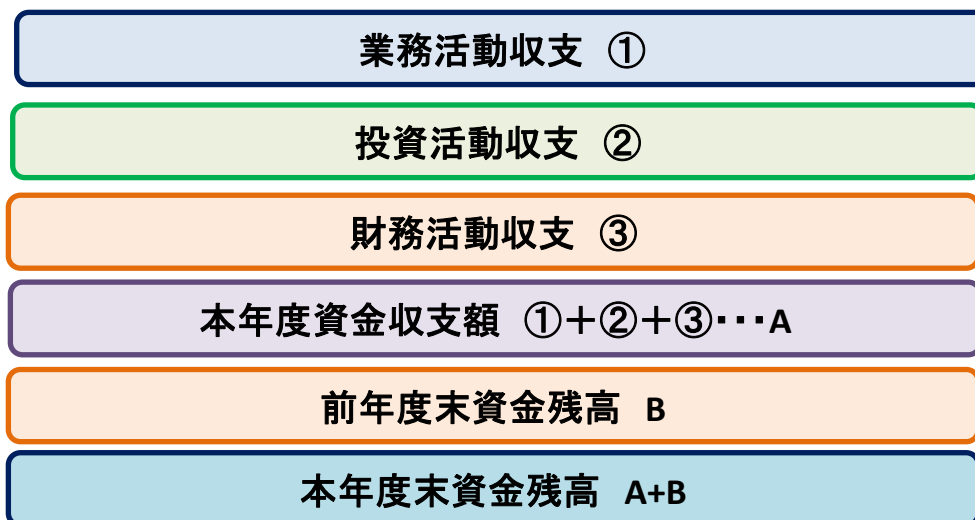 業務活動収支 ①
投資活動収支 ②
財務活動収支 ③
本年度資金収支額 ①＋②＋③・・・A
前年度末資金残高 B
本年度末資金残高 A+B